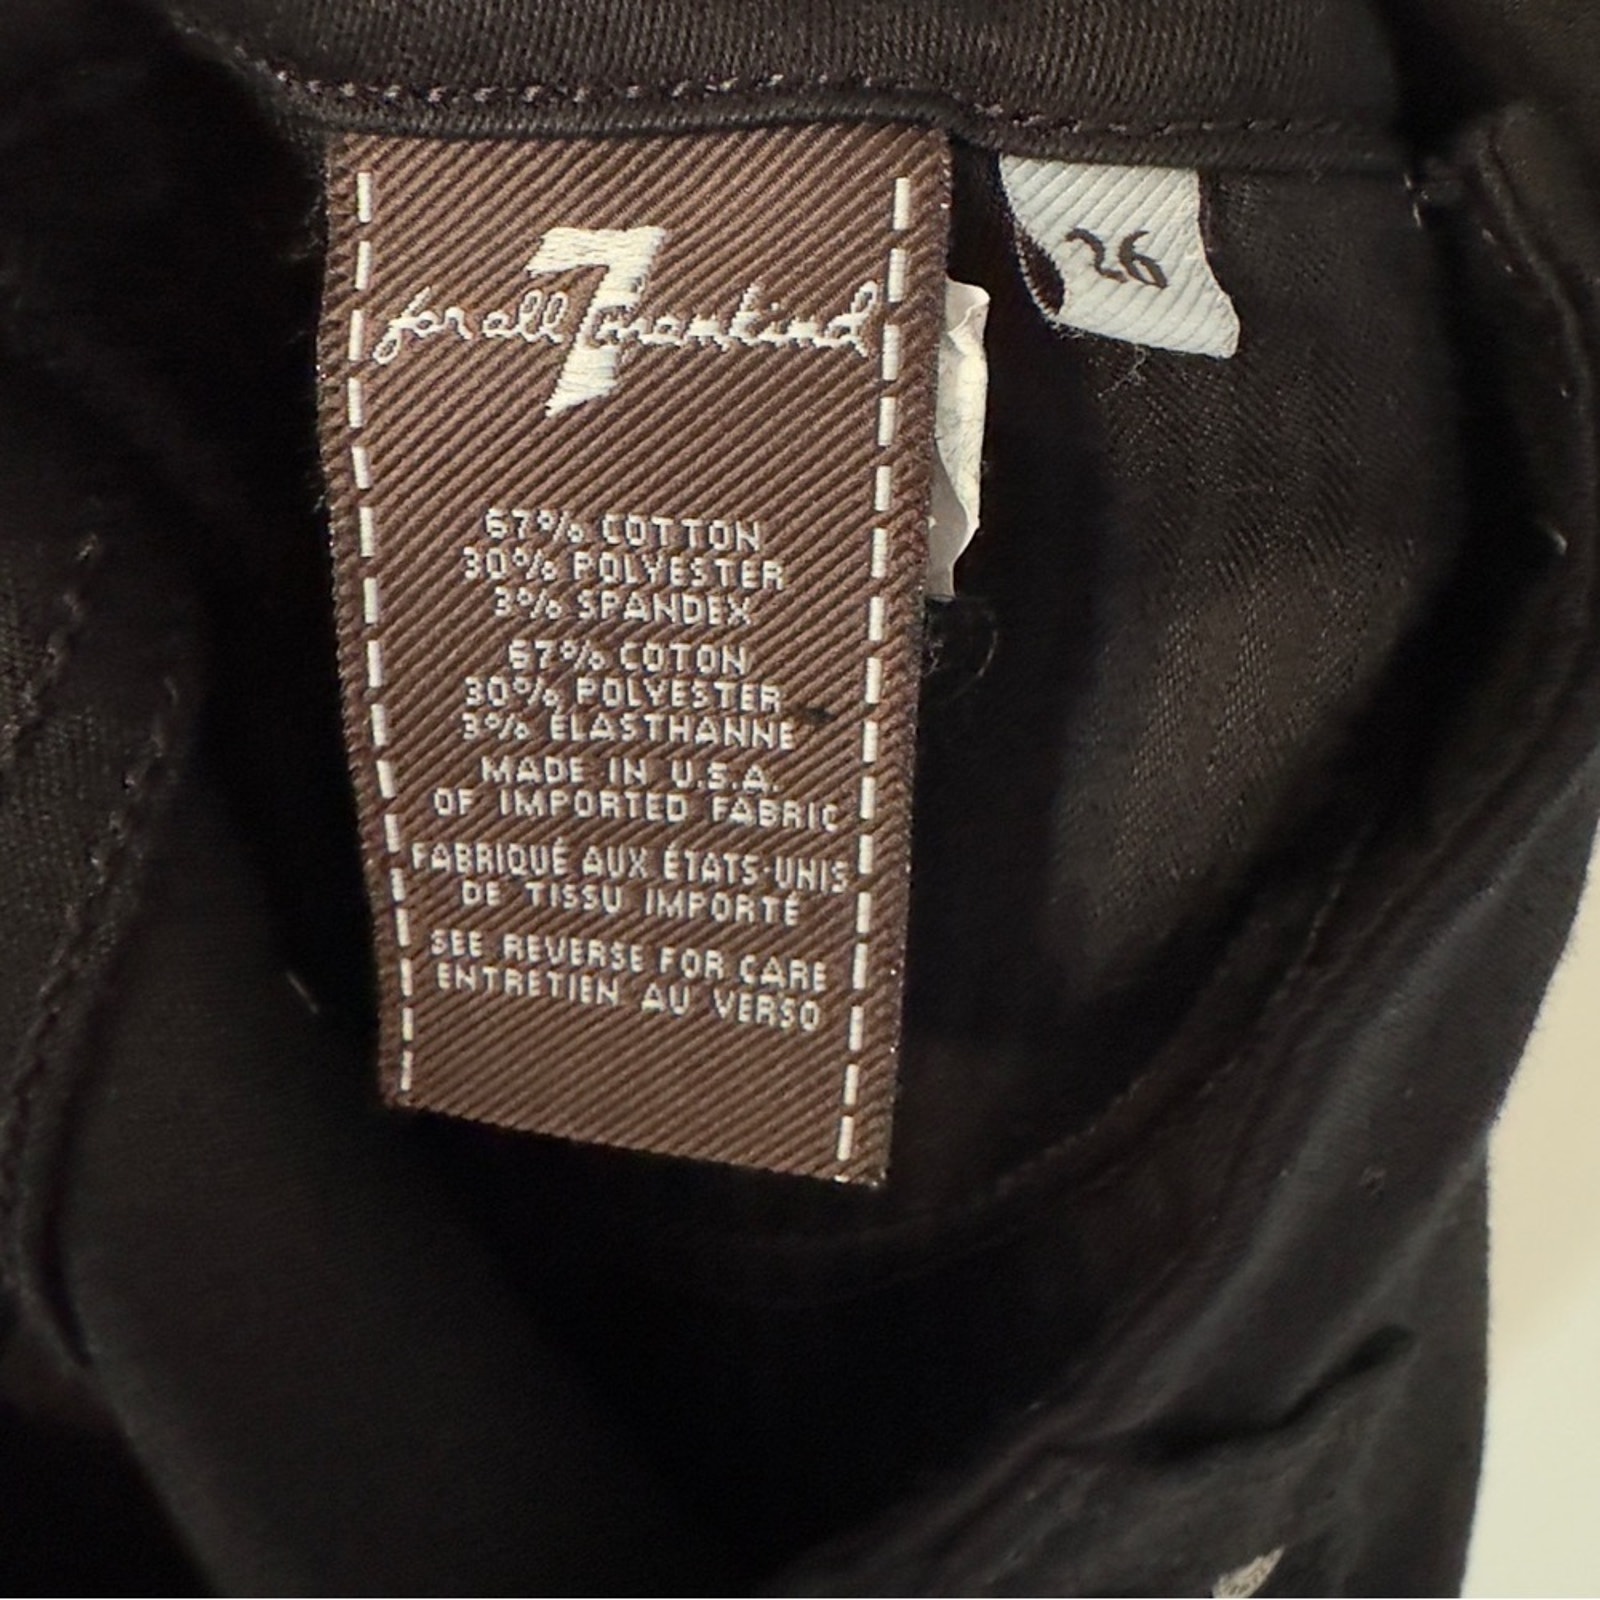 7
for all mankind
26
67% COTTON
30% POLYESTER
3% SPANDEX
67% COTON
30% POLYESTER
3% ÉLASTHANNE
MADE IN U.S.A.
OF IMPORTED FABRIC
FABRIQUÉ AUX ÉTATS-UNIS
DE TISSU IMPORTÉ
SEE REVERSE FOR CARE
ENTRETIEN AU VERSO